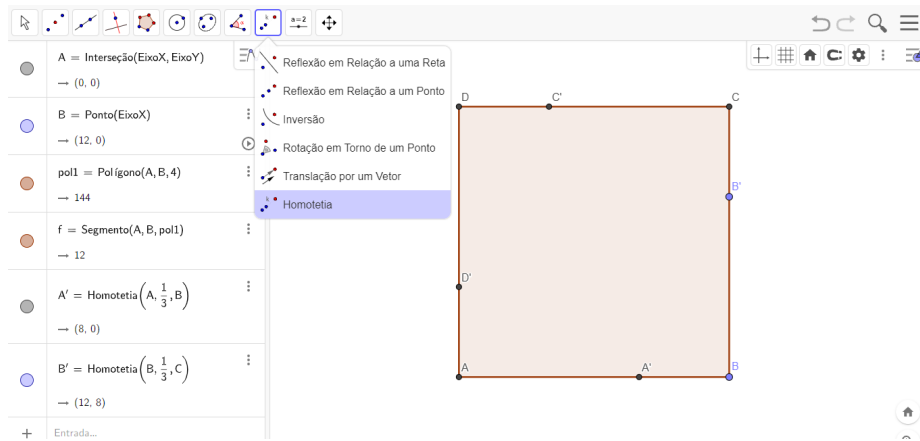 a=2
A = Interseção(EixoX, EixoY)
→ (0, 0)
B = Ponto(EixoX)
→ (12, 0)
pol1 = Polígono(A, B, 4)
→ 144
f = Segmento(A, B, pol1)
→ 12
A′ = Homotetia(A, 1/3, B)
→ (8, 0)
B′ = Homotetia(B, 1/3, C)
→ (12, 8)
+ Entrada...
Reflexão em Relação a uma Reta
Reflexão em Relação a um Ponto
Inversão
Rotação em Torno de um Ponto
Translação por um Vetor
Homotetia
D C' C
B'
D'
A A' B